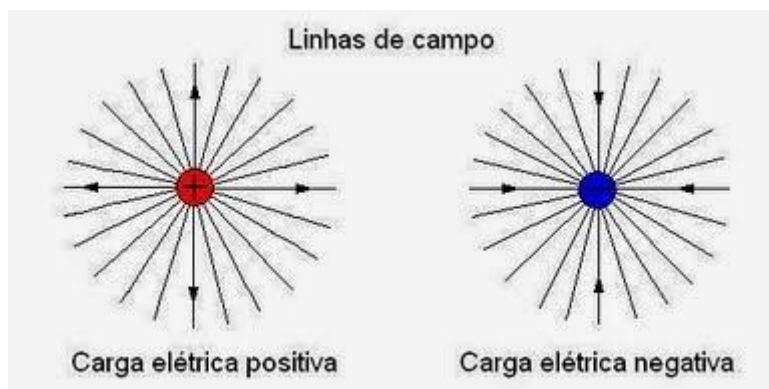 Linhas de campo
+
Carga elétrica positiva
Carga elétrica negativa